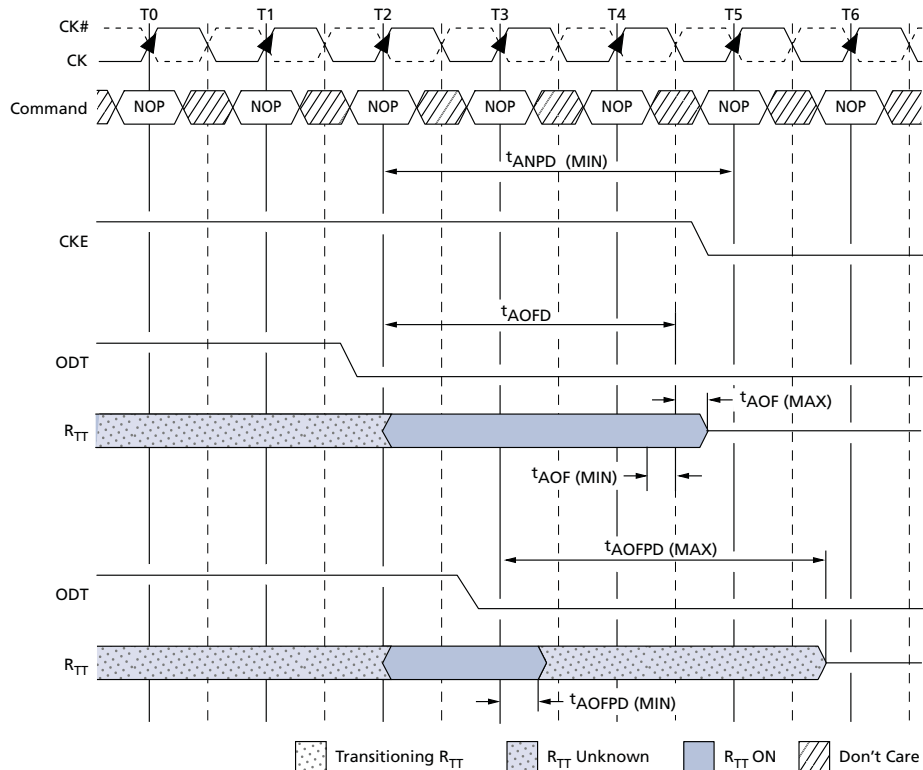 T0 T1 T2 T3 T4 T5 T6
CK#
CK
Command NOP NOP NOP NOP NOP NOP NOP
tANPD (MIN)
CKE
tAOFD
ODT
tAOF (MAX)
RTT
tAOF (MIN)
tAOFPD (MAX)
ODT
RTT
tAOFPD (MIN)
Transitioning RTT RTT Unknown RTT ON Don't Care